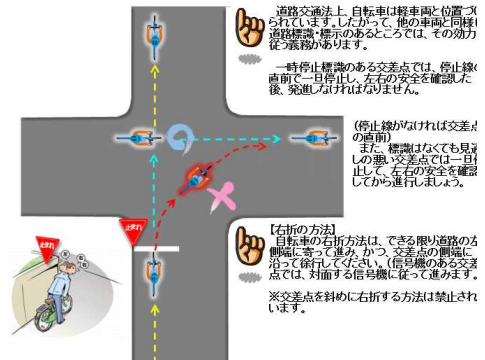 道路交通法上、自転車は軽車両と位置づ
られています。したがって、他の車両と同様
道路標識・標示のあるところでは、その効力
従う義務があります。
一時停止標識のある交差点では、停止線の
直前で一旦停止し、左右の安全を確認した
後、発進しなければなりません。
(停止線がなければ交差点
の直前)
また、標識はなくても見通
しの悪い交差点では一旦停
止して、左右の安全を確認
してから進行しましょう。
【右折の方法】
自転車の右折方法は、できる限り道路の左
側端に寄って進み、かつ、交差点の側端に
沿って徐行してください。(信号機のある交差
点では、対面する信号機に従って進みます。
※交差点を斜めに右折する方法は禁止され
います。
止まれ
止まれ